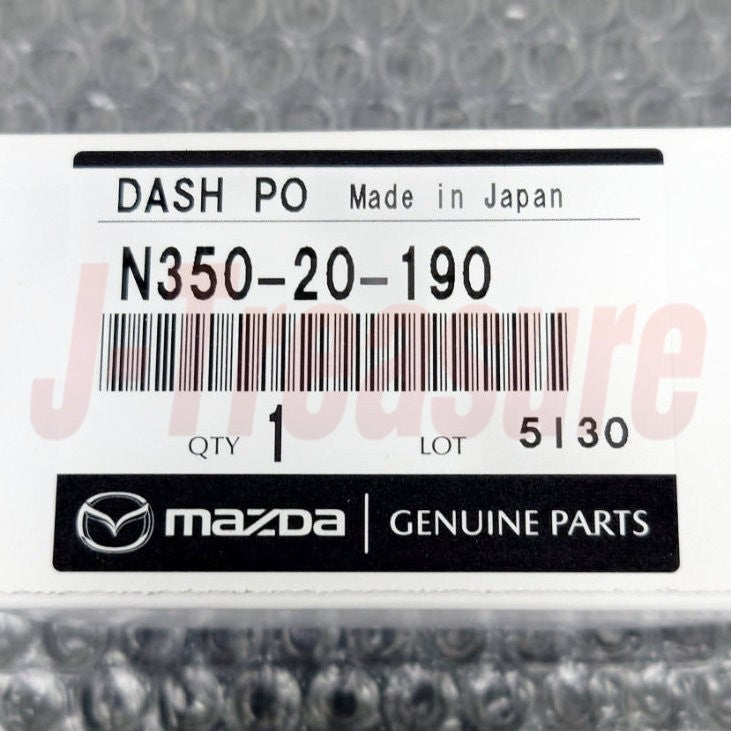 DASH PO Made in Japan
N350-20-190
J-Treasure
QTY 1 LOT 5130
mazda GENUINE PARTS